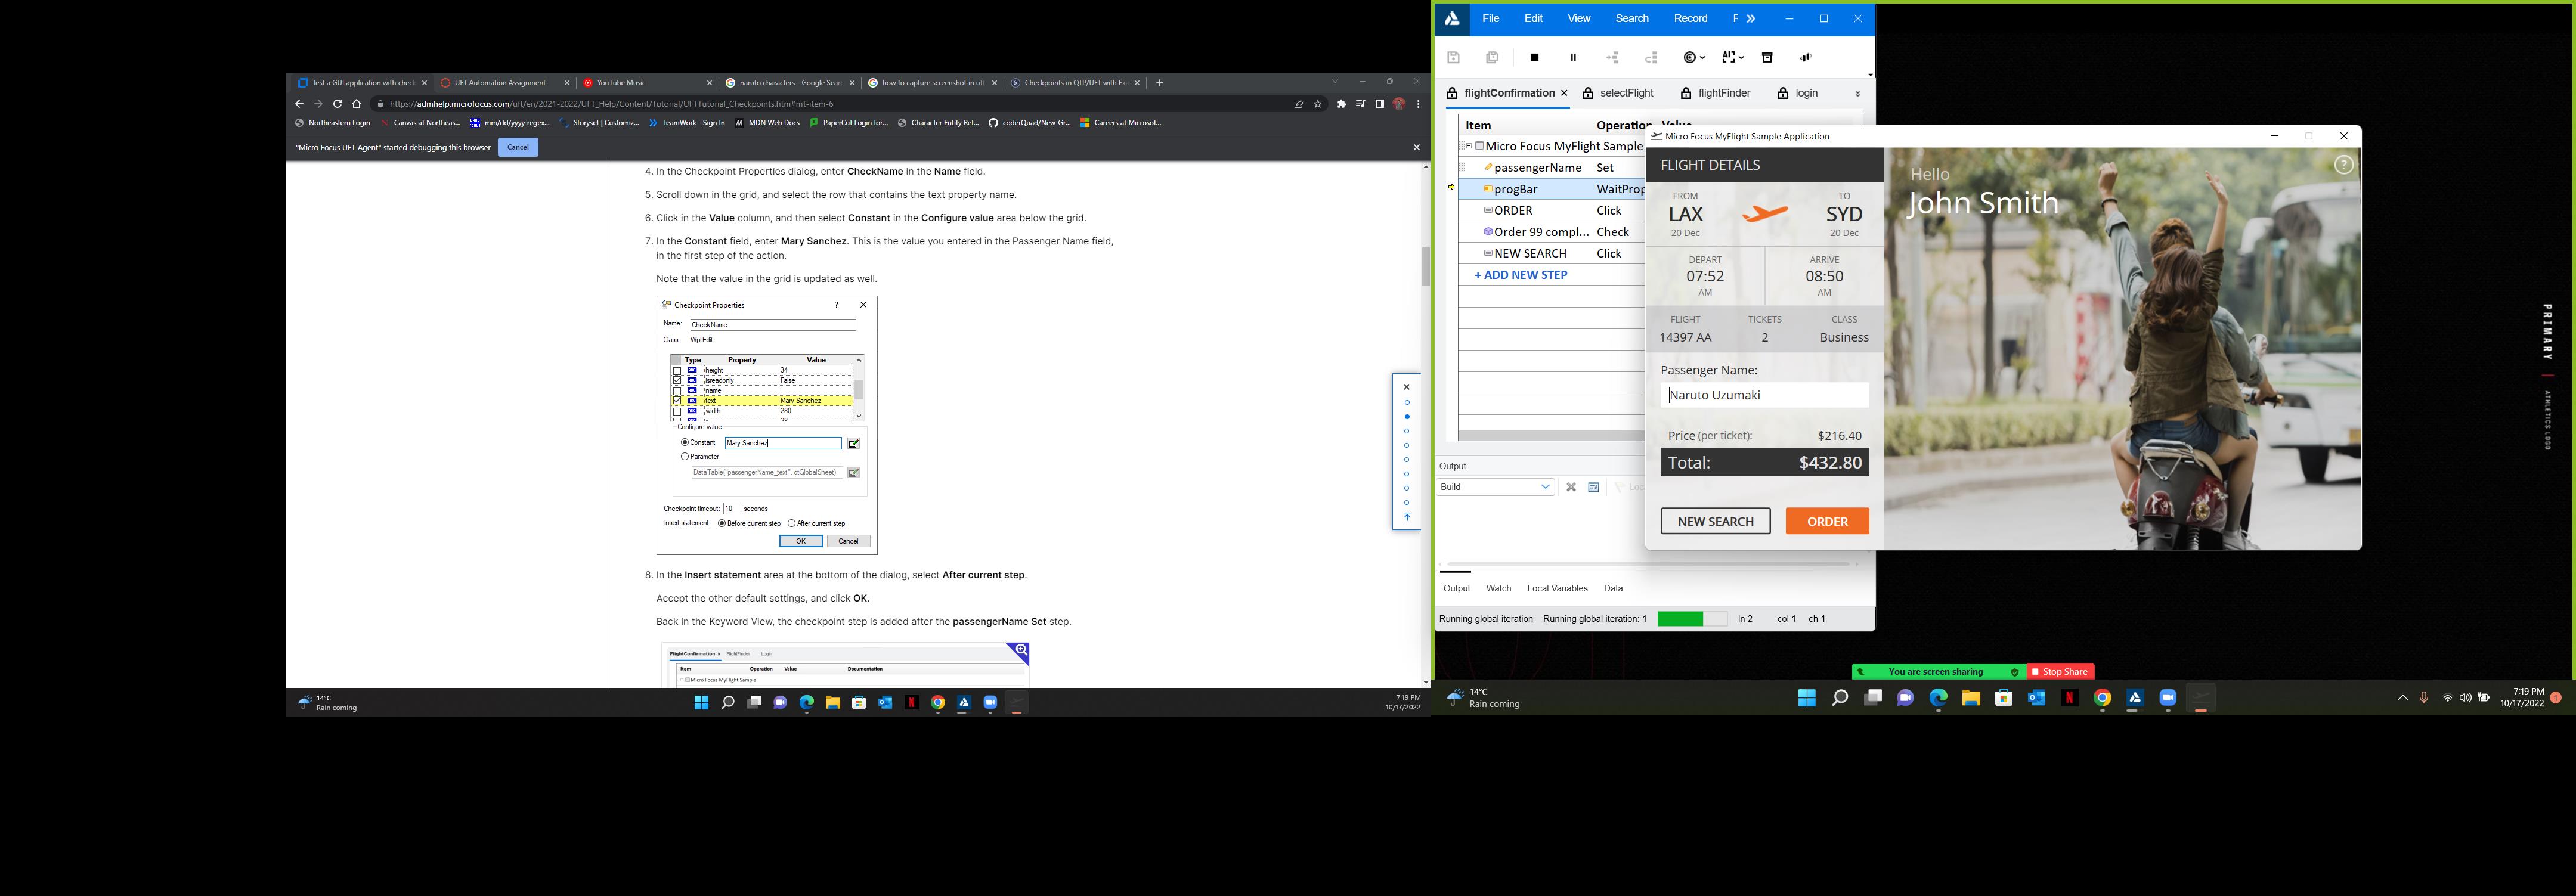 Test a GUI application with check
UFT Automation Assignment
YouTube Music
naruto characters - Google Sear
how to capture screenshot in uft
Checkpoints in QTP/UFT with Exa
https://admhelp.microfocus.com/uft/en/2021-2022/UFT_Help/Content/Tutorial/UFTTutorial_Checkpoints.htm#mt-item-6
Northeastern Login
Canvas at Northeas...
mm/dd/yyyy regex...
Storyset | Customiz...
TeamWork - Sign In
MDN Web Docs
PaperCut Login for...
Character Entity Ref...
coderQuad/New-Gr...
Careers at Microsof...
"Micro Focus UFT Agent" started debugging this browser
Cancel
4. In the Checkpoint Properties dialog, enter CheckName in the Name field.
5. Scroll down in the grid, and select the row that contains the text property name.
6. Click in the Value column, and then select Constant in the Configure value area below the grid.
7. In the Constant field, enter Mary Sanchez. This is the value you entered in the Passenger Name field,
in the first step of the action.
Note that the value in the grid is updated as well.
Checkpoint Properties
?
Name: CheckName
Class: WpfEdit
Type Property Value
height 34
isreadonly False
name
text Mary Sanchez
width 280
Configure value
Constant Mary Sanchez
Parameter
DataTable("passengerName_text", dtGlobalSheet)
Checkpoint timeout: 10 seconds
Insert statement: Before current step After current step
OK Cancel
8. In the Insert statement area at the bottom of the dialog, select After current step.
Accept the other default settings, and click OK.
Back in the Keyword View, the checkpoint step is added after the passengerName Set step.
FlightConfirmation FlightFinder Login
Item Operation Value Documentation
Micro Focus MyFlight Sample
14°C
Rain coming
7:19 PM
10/17/2022
File Edit View Search Record F
flightConfirmation selectFlight flightFinder login
Item Operation Value
Micro Focus MyFlight Sample
passengerName Set
progBar WaitProp
ORDER Click
Order 99 compl... Check
NEW SEARCH Click
+ ADD NEW STEP
Output
Build
Loc
Output Watch Local Variables Data
Running global iteration Running global iteration: 1 ln 2 col 1 ch 1
Micro Focus MyFlight Sample Application
FLIGHT DETAILS
FROM TO
LAX SYD
20 Dec 20 Dec
DEPART ARRIVE
07:52 08:50
AM AM
FLIGHT TICKETS CLASS
14397 AA 2 Business
Passenger Name:
Naruto Uzumaki
Price (per ticket): $216.40
Total: $432.80
NEW SEARCH ORDER
Hello
John Smith
?
PRIMARY
ATHLETICS LOGO
You are screen sharing
Stop Share
14°C
Rain coming
7:19 PM
10/17/2022
1